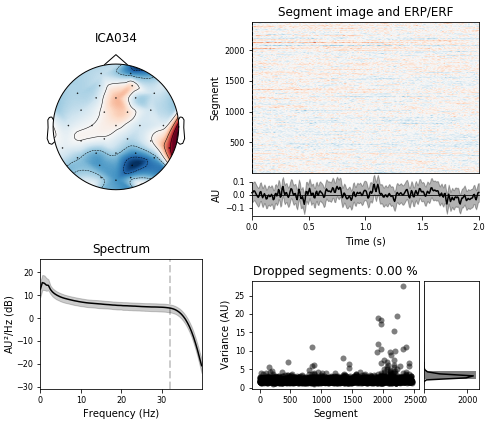 ICA034
Segment image and ERP/ERF
Segment
2000
1500
1000
500
AU
0.1
0.0
−0.1
0.0 0.5 1.0 1.5 2.0
Time (s)
Spectrum
AU²/Hz (dB)
20
10
0
−10
−20
−30
0 10 20 30
Frequency (Hz)
Dropped segments: 0.00 %
Variance (AU)
25
20
15
10
5
0
0 500 1000 1500 2000 2500
Segment
0 2000